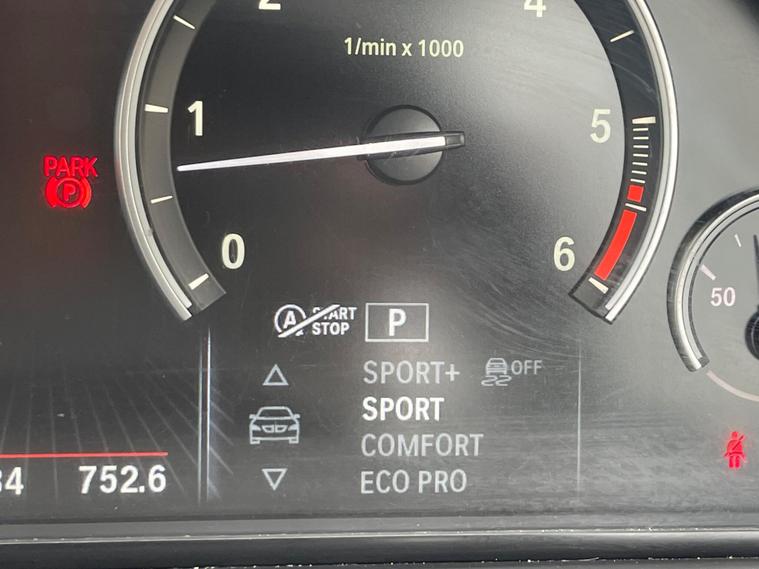 2
4
1/min x 1000
1
5
PARK
P
0
6
50
A START
STOP
P
SPORT+
OFF
SPORT
COMFORT
ECO PRO
34 752.6